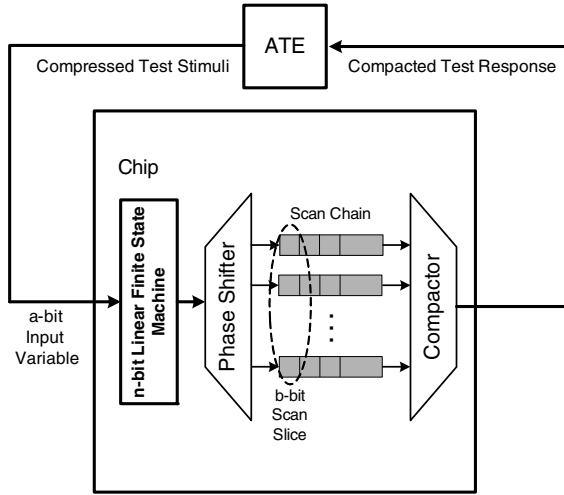 ATE
Compressed Test Stimuli
Compacted Test Response
Chip
n-bit Linear Finite State
Machine
Phase Shifter
Scan Chain
Compactor
a-bit
Input
Variable
b-bit
Scan
Slice